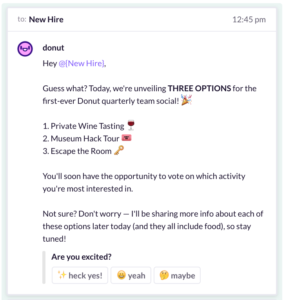 to: New Hire 12:45 pm
donut
Hey @[New Hire],
Guess what? Today, we're unveiling THREE OPTIONS for the
first-ever Donut quarterly team social! 🎉
1. Private Wine Tasting 🍷
2. Museum Hack Tour 🎟
3. Escape the Room 🗝
You'll soon have the opportunity to vote on which activity
you're most interested in.
Not sure? Don't worry — I'll be sharing more info about each of
these options later today (and they all include food), so stay
tuned!
Are you excited?
✨ heck yes! 😀 yeah 🤔 maybe